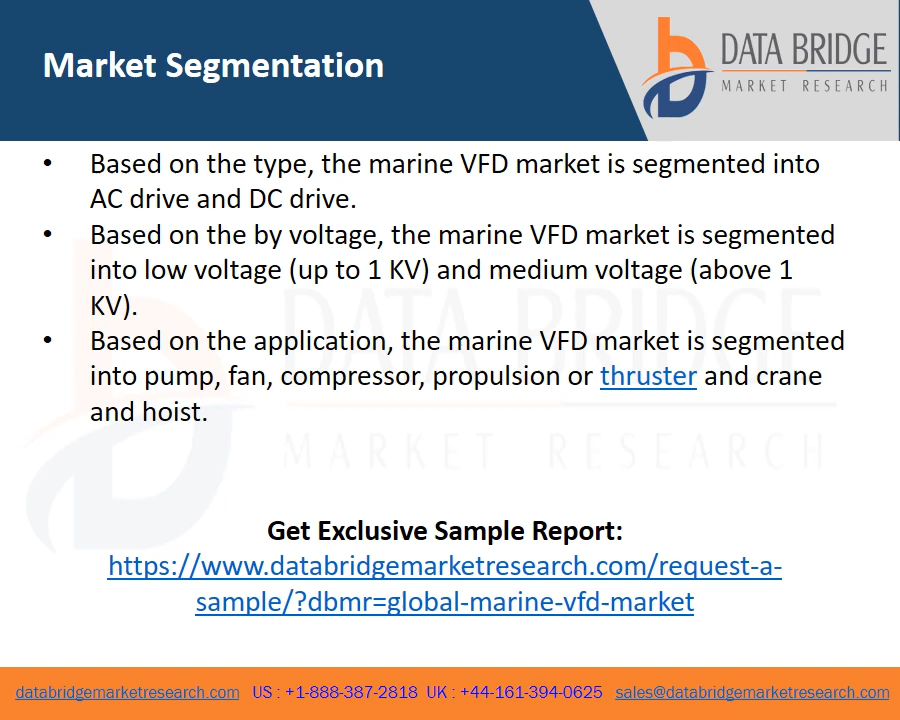 Market Segmentation
DATA BRIDGE
MARKET RESEARCH
• Based on the type, the marine VFD market is segmented into
AC drive and DC drive.
• Based on the by voltage, the marine VFD market is segmented
into low voltage (up to 1 KV) and medium voltage (above 1
KV).
• Based on the application, the marine VFD market is segmented
into pump, fan, compressor, propulsion or thruster and crane
and hoist.
DATA BRIDGE
MARKET RESEARCH
Get Exclusive Sample Report:
https://www.databridgemarketresearch.com/request-a-
sample/?dbmr=global-marine-vfd-market
databridgemarketresearch.com US : +1-888-387-2818 UK : +44-161-394-0625 sales@databridgemarketresearch.com